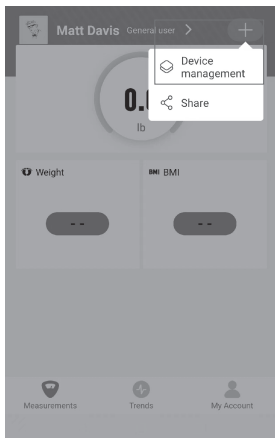 Matt Davis General user
Device
management
Share
lb
Weight
BMI BMI
- -
- -
Measurements
Trends
My Account